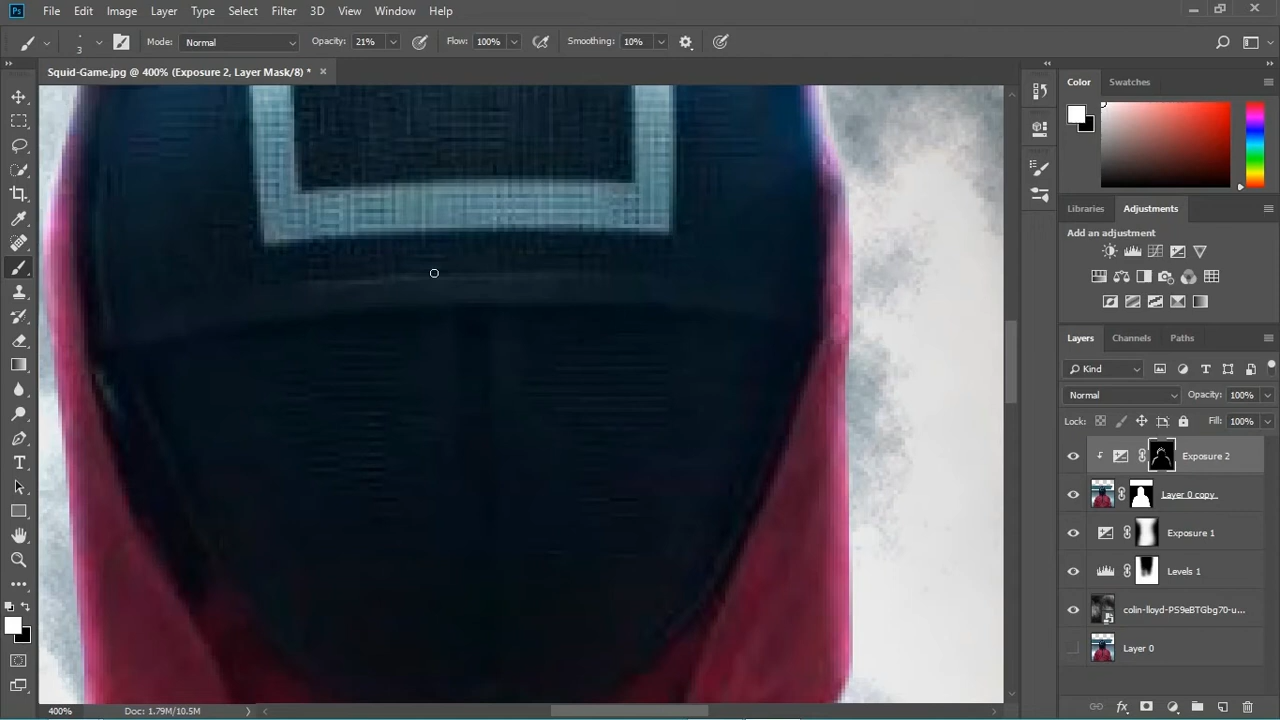 Ps File Edit Image Layer Type Select Filter 3D View Window Help
3 Mode: Normal Opacity: 21% Flow: 100% Smoothing: 10%
Squid-Game.jpg @ 400% (Exposure 2, Layer Mask/8) * ×
Color Swatches
Libraries Adjustments
Add an adjustment
Layers Channels Paths
Kind
Normal Opacity: 100%
Lock: Fill: 100%
Exposure 2
Layer 0 copy
Exposure 1
Levels 1
colin-lloyd-PS9eBTGbg70-u...
Layer 0
400% Doc: 1.79M/10.5M